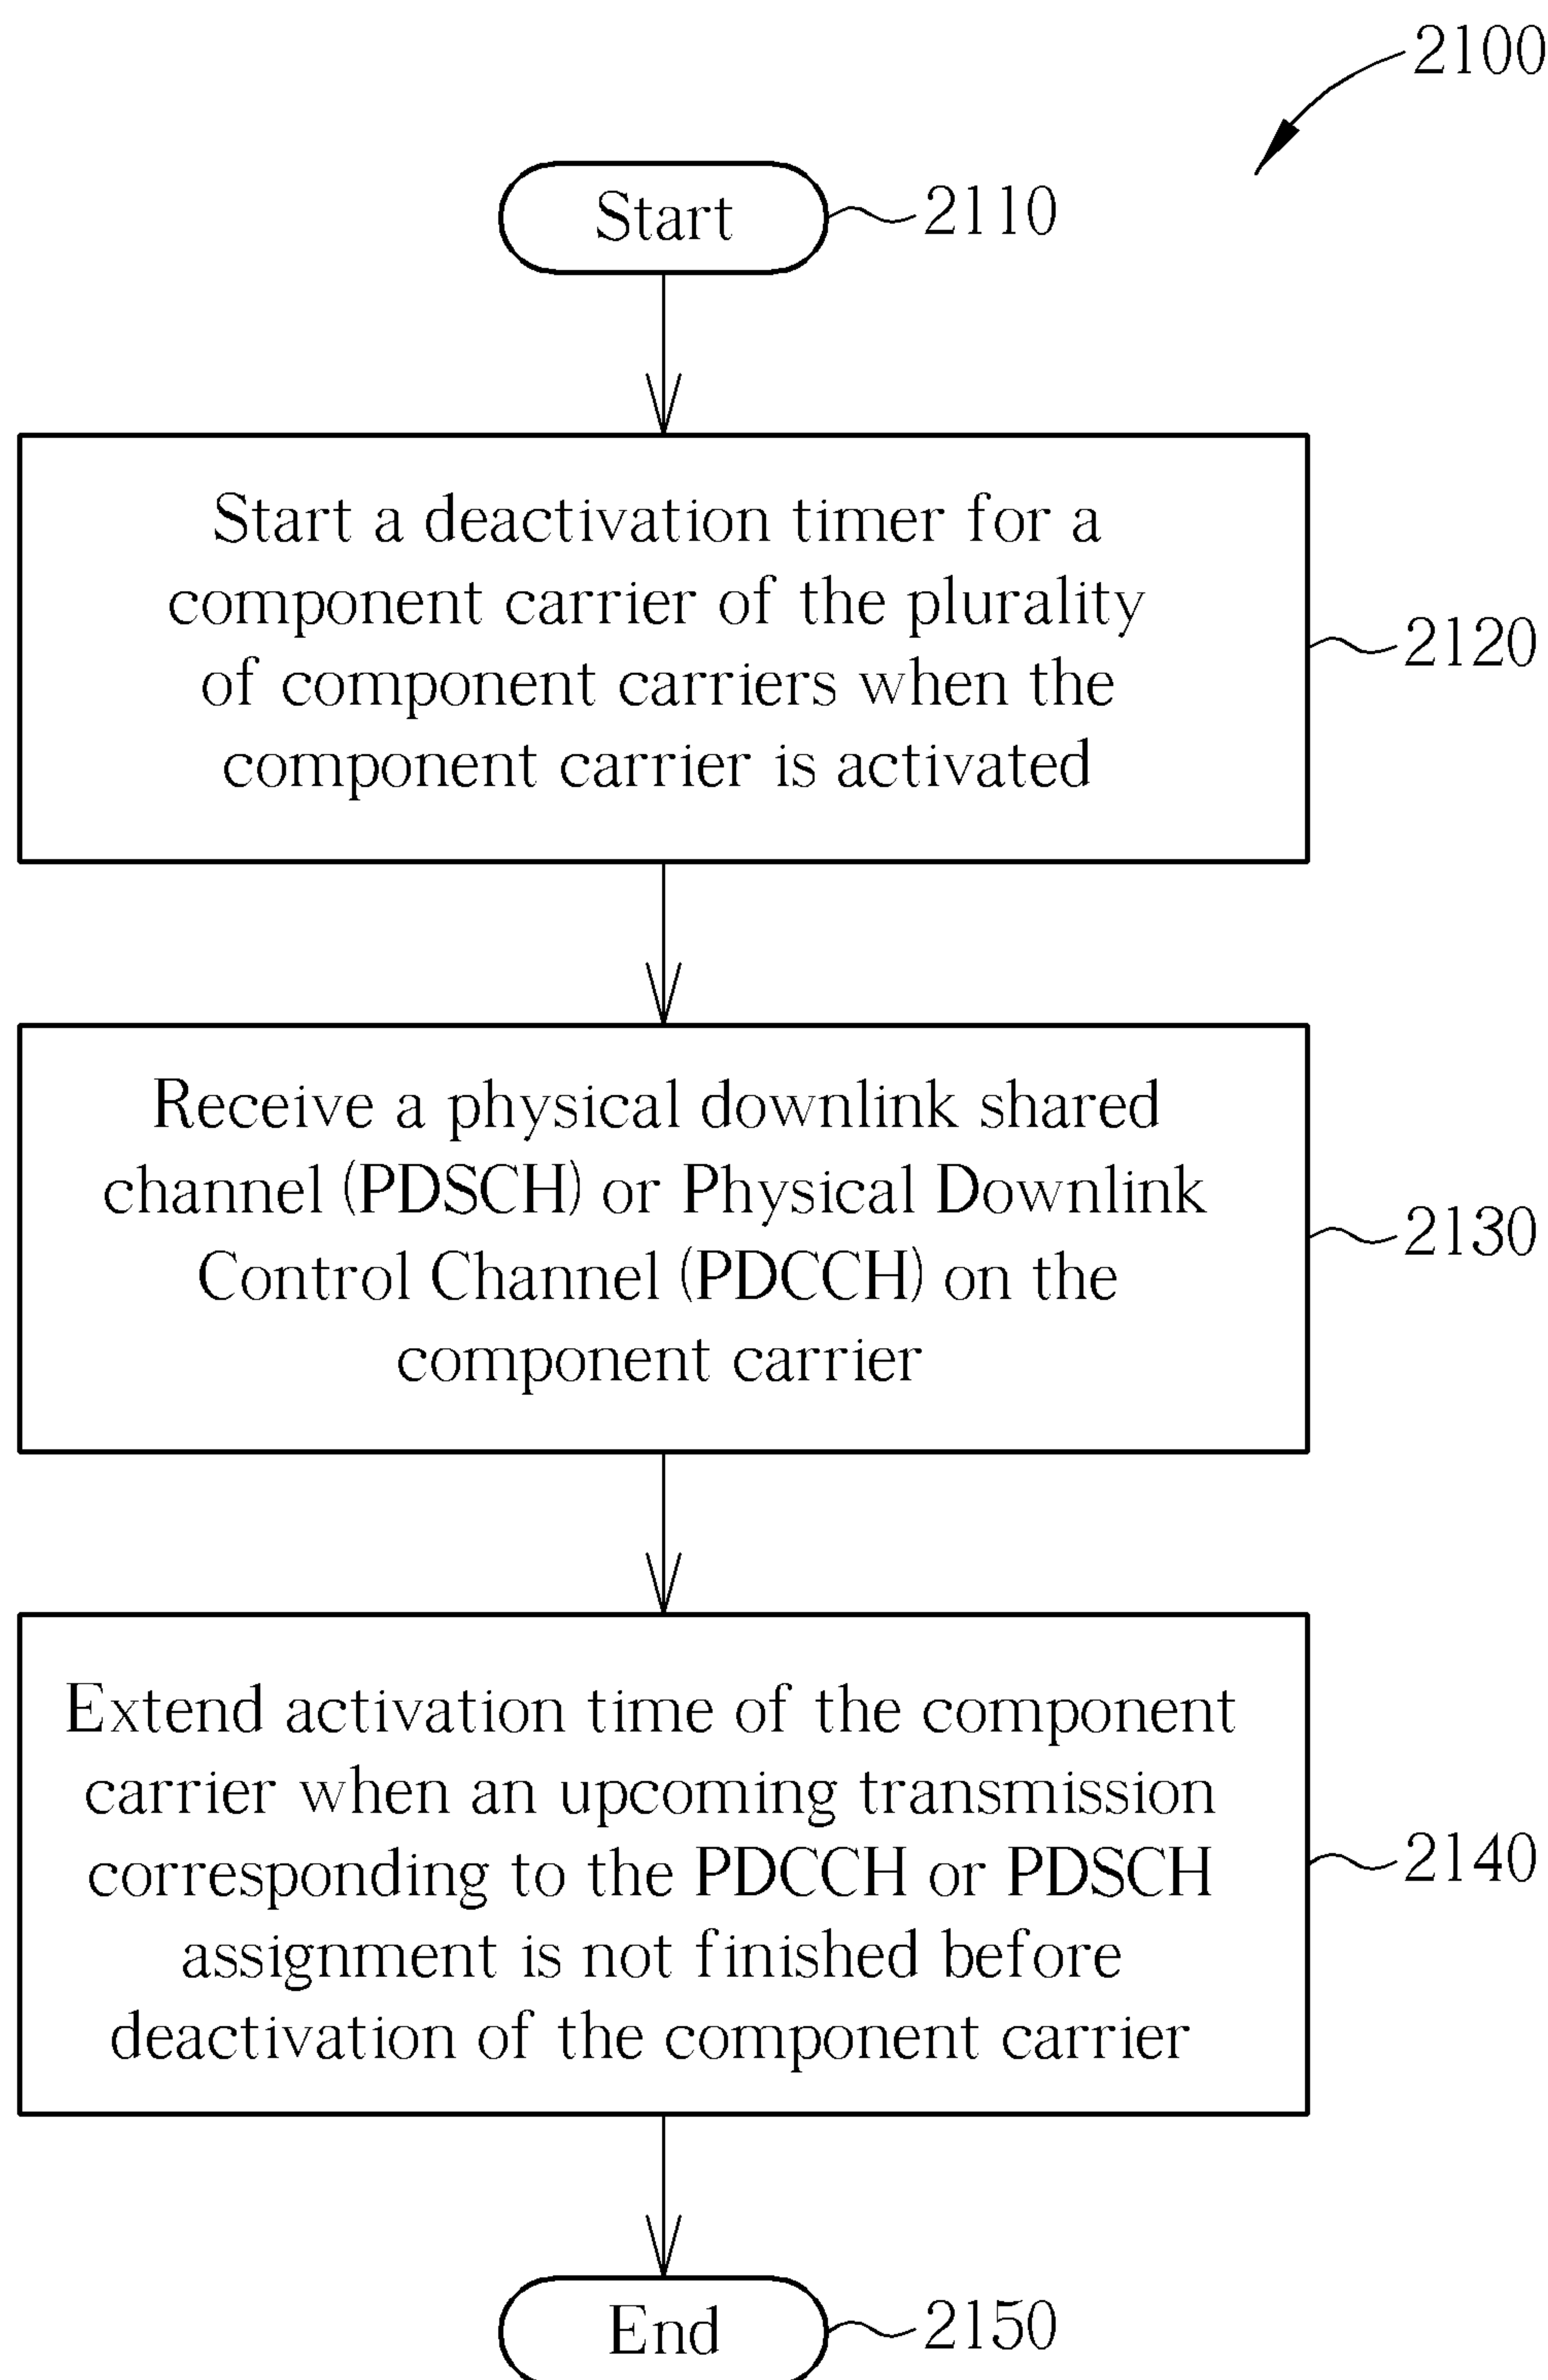 2100
Start
2110
Start a deactivation timer for a
component carrier of the plurality
of component carriers when the
component carrier is activated
2120
Receive a physical downlink shared
channel (PDSCH) or Physical Downlink
Control Channel (PDCCH) on the
component carrier
2130
Extend activation time of the component
carrier when an upcoming transmission
corresponding to the PDCCH or PDSCH
assignment is not finished before
deactivation of the component carrier
2140
End
2150